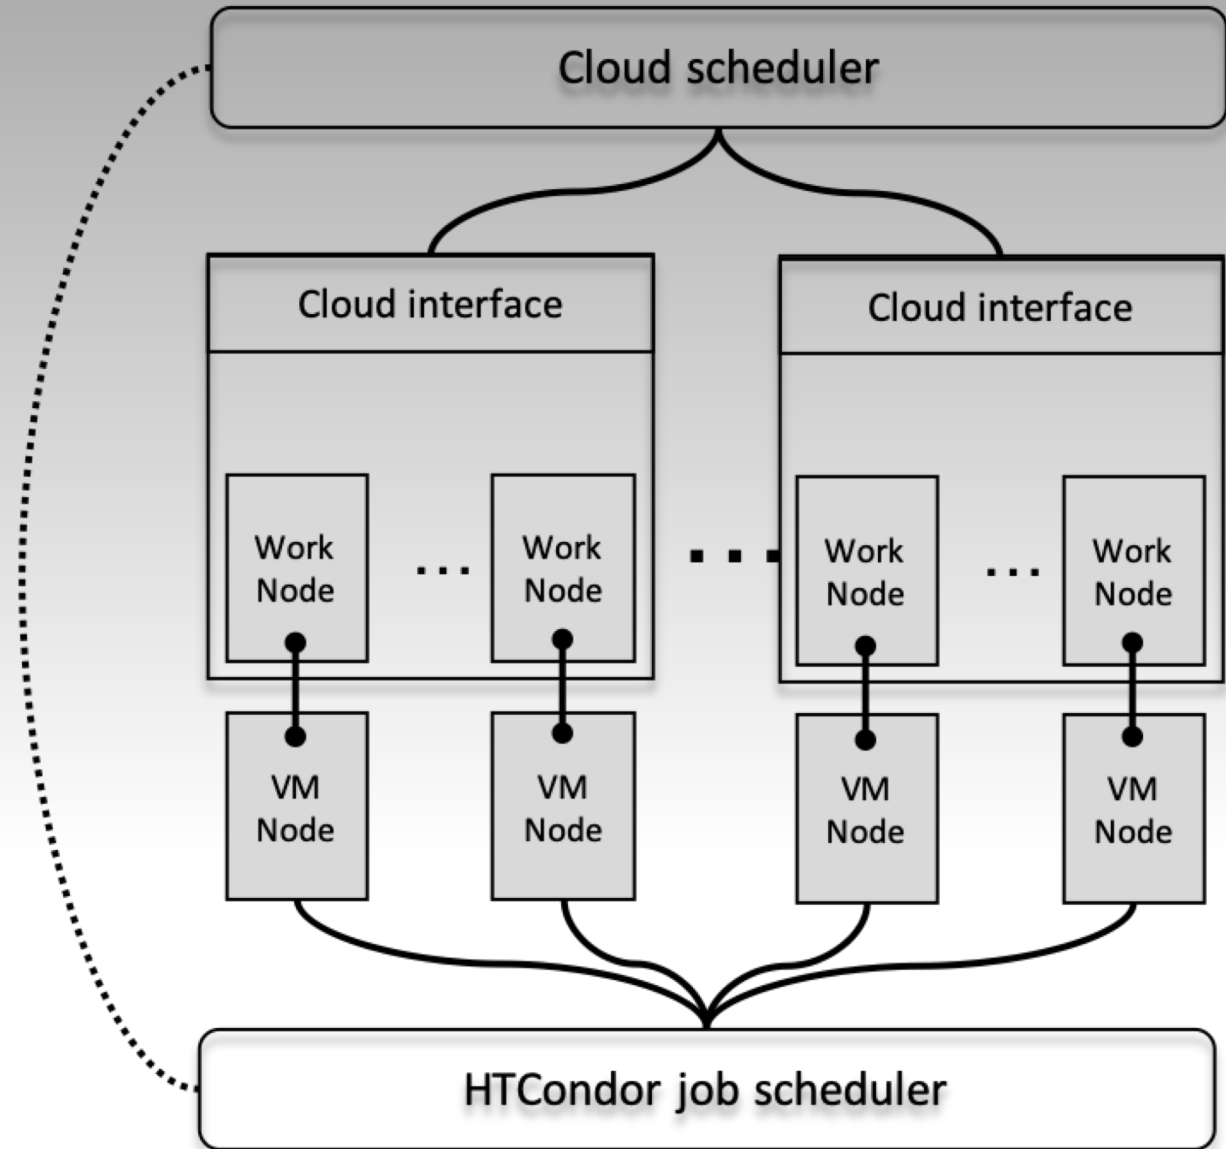 Cloud scheduler
Cloud interface
Cloud interface
Work
Node
...
Work
Node
...
Work
Node
...
Work
Node
VM
Node
VM
Node
VM
Node
VM
Node
HTCondor job scheduler